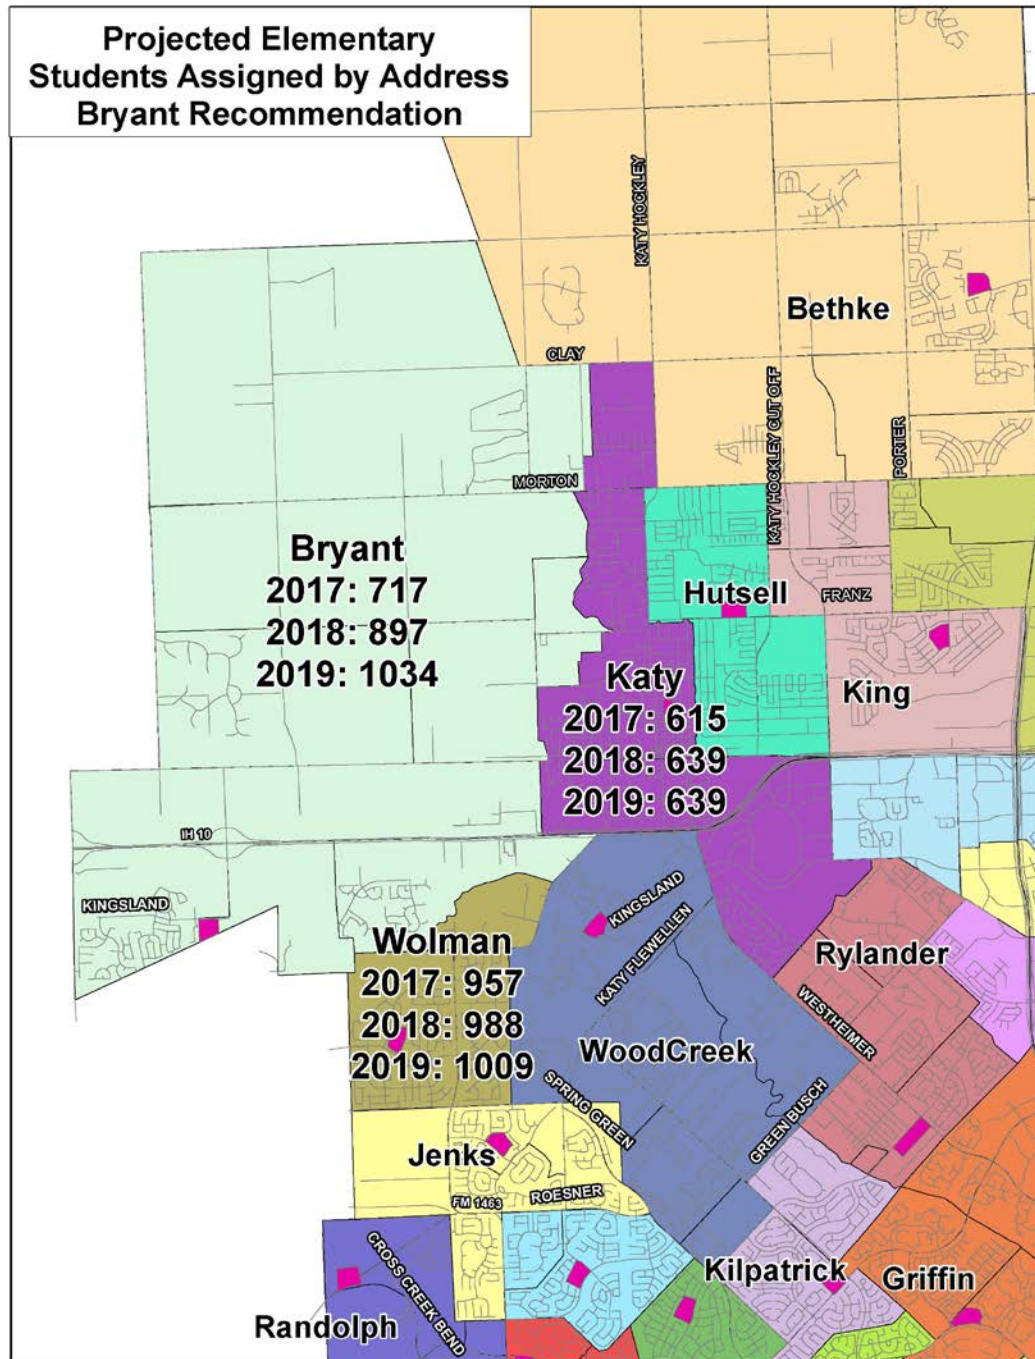 Projected Elementary
Students Assigned by Address
Bryant Recommendation
KATY HOCKLEY
Bethke
CLAY
KATY HOCKLEY CUT OFF
PORTER
MORTON
Bryant
2017: 717
2018: 897
2019: 1034
Hutsell
FRANZ
Katy
2017: 615
2018: 639
2019: 639
King
IH 10
KINGSLAND
KINGSLAND
KATY FLEWELLEN
Wolman
2017: 957
2018: 988
2019: 1009
Rylander
WESTHEIMER
WoodCreek
SPRING GREEN
GREEN BUSCH
Jenks
FM 1463
ROESNER
CROSS CREEK BEND
Kilpatrick
Griffin
Randolph